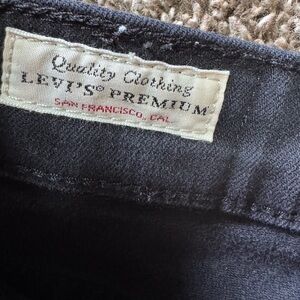 Quality Clothing
LEVI'S® PREMIUM
SAN FRANCISCO, CAL.